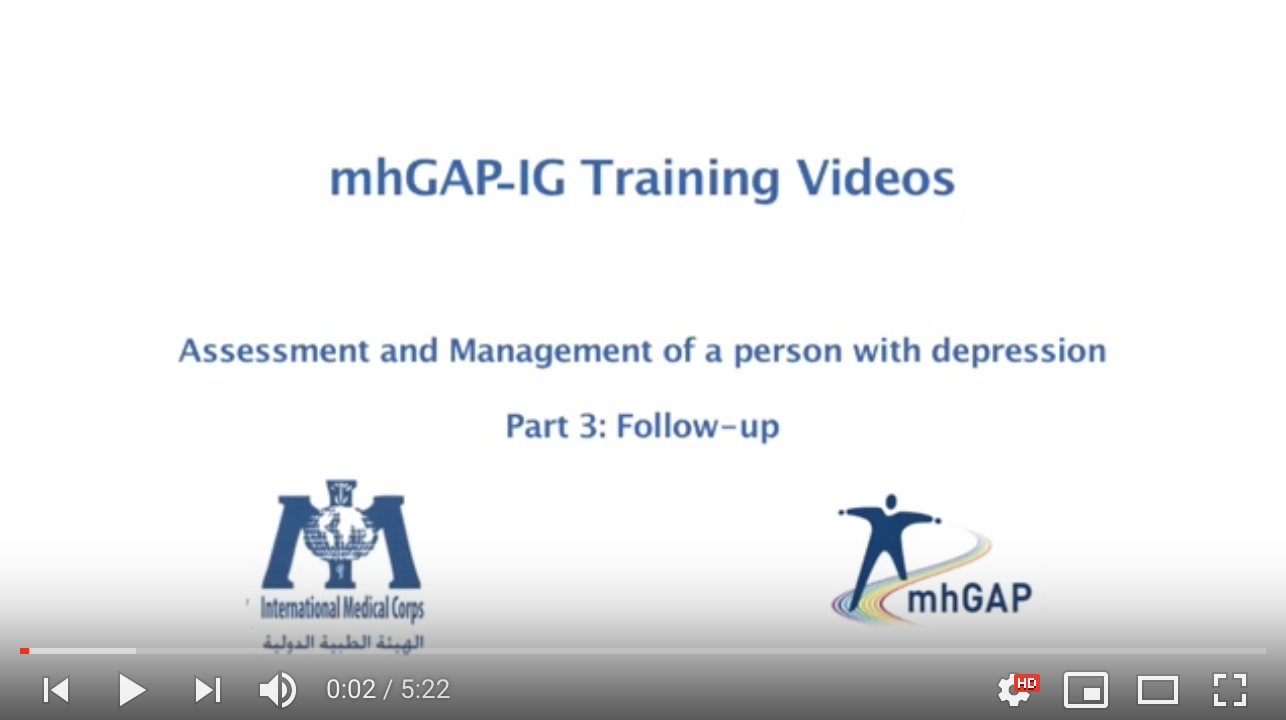 mhGAP-IG Training Videos
Assessment and Management of a person with depression
Part 3: Follow-up
International Medical Corps
الهيئة الطبية الدولية
mhGAP
0:02 / 5:22
HD